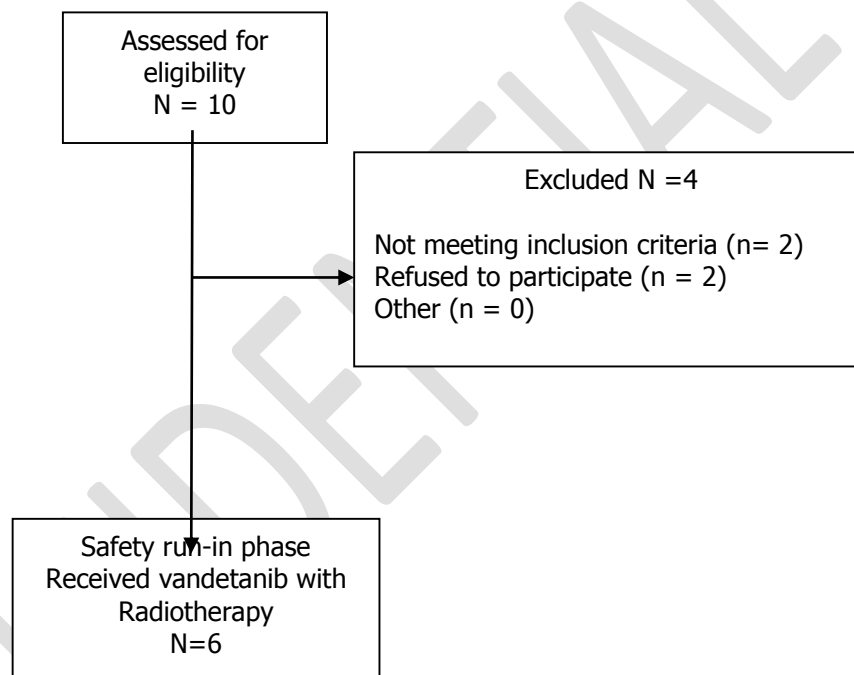 Assessed for
eligibility
N = 10
Excluded N =4
Not meeting inclusion criteria (n= 2)
Refused to participate (n = 2)
Other (n = 0)
Safety run-in phase
Received vandetanib with
Radiotherapy
N=6